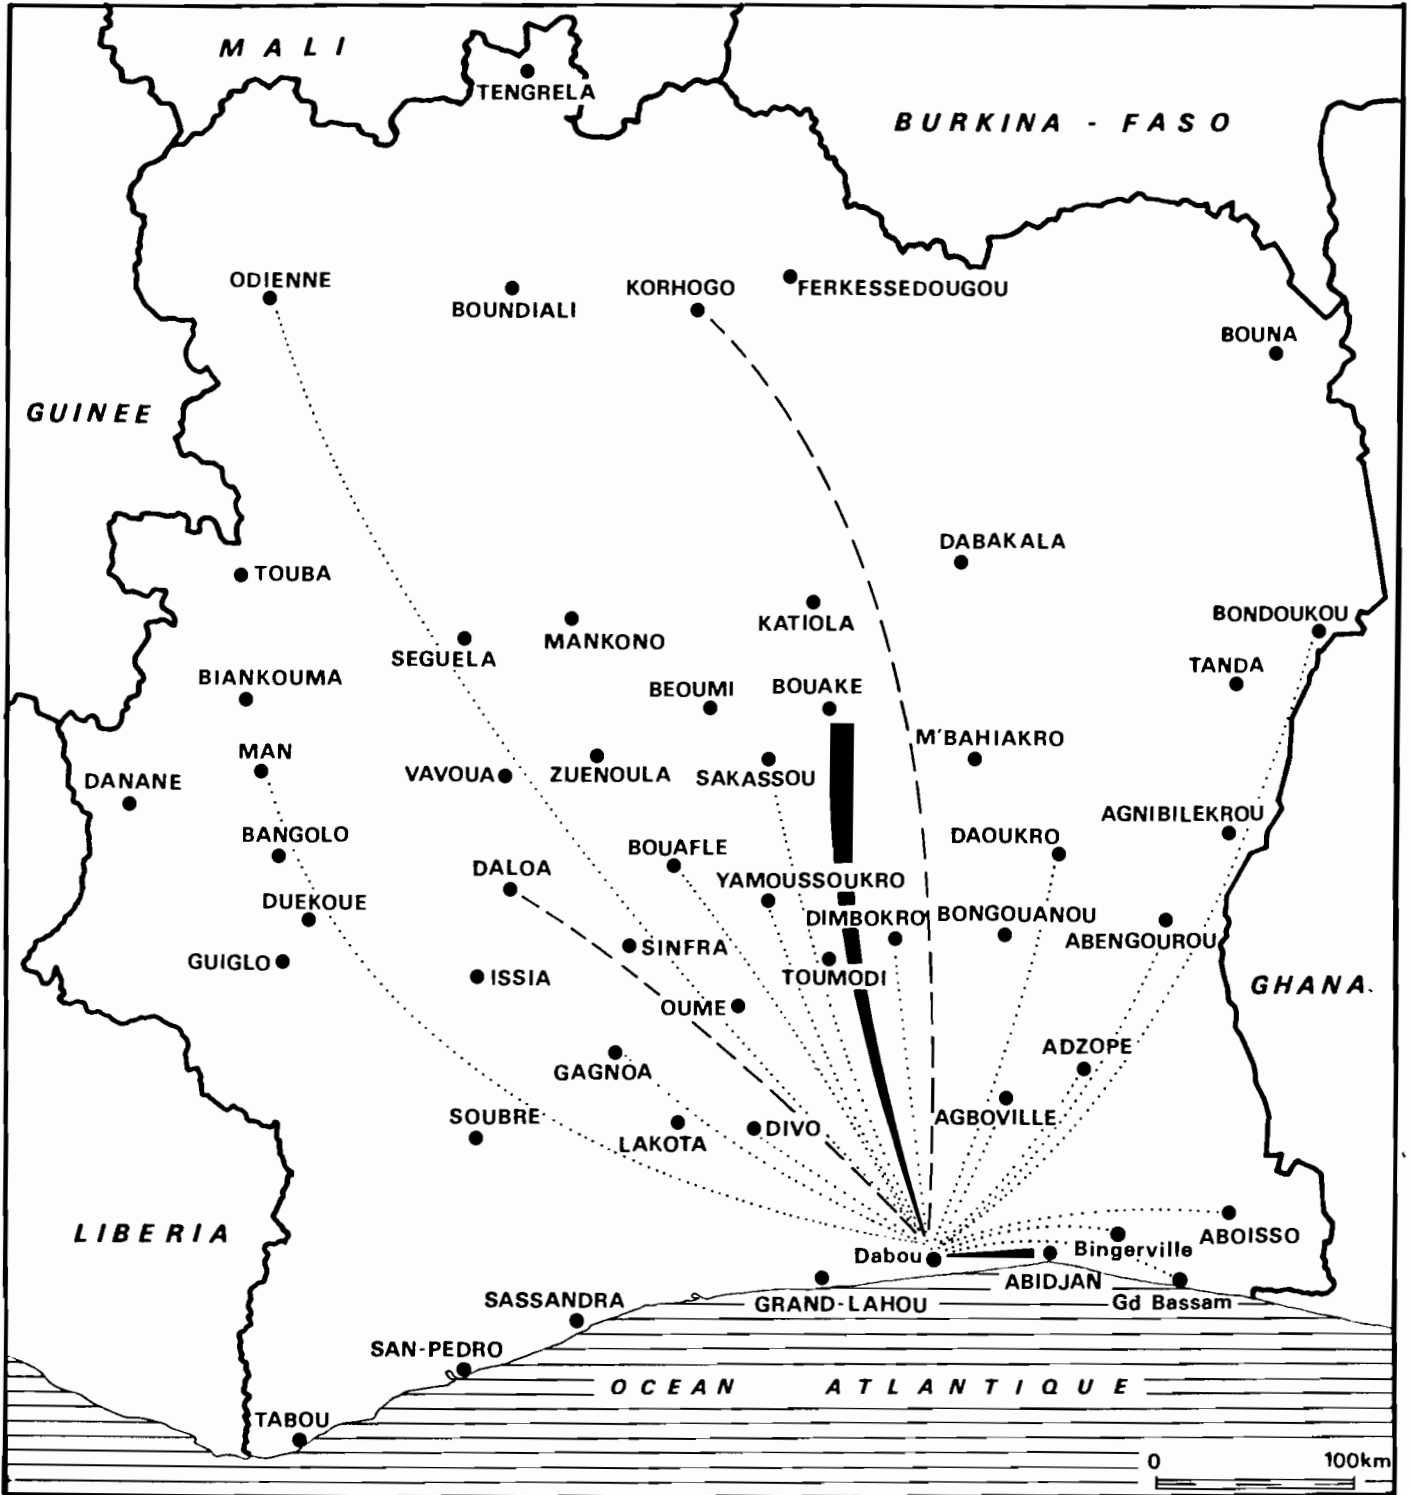 MALI
TENGRELA
BURKINA - FASO
ODIENNE
BOUNDIALI
KORHOGO
FERKESSEDOUGOU
BOUNA
GUINEE
DABAKALA
TOUBA
KATIOLA
BONDOUKOU
MANKONO
SEGUELA
TANDA
BIANKOUMA
BEOUMI
BOUAKE
M'BAHIAKRO
MAN
DANANE
VAVOUA
ZUENOULA
SAKASSOU
AGNIBILEKROU
BANGOLO
DAOUKRO
BOUAFLE
DALOA
YAMOUSSOUKRO
DUEKOUE
DIMBOKRO
BONGOUANOU
ABENGOUROU
SINFRA
GUIGLO
ISSIA
TOUMODI
GHANA
OUME
ADZOPE
GAGNOA
SOUBRE
AGBOVILLE
LAKOTA
DIVO
LIBERIA
ABOISSO
Dabou
Bingerville
ABIDJAN
SASSANDRA
GRAND-LAHOU
Gd Bassam
SAN-PEDRO
OCEAN ATLANTIQUE
TABOU
0 100km